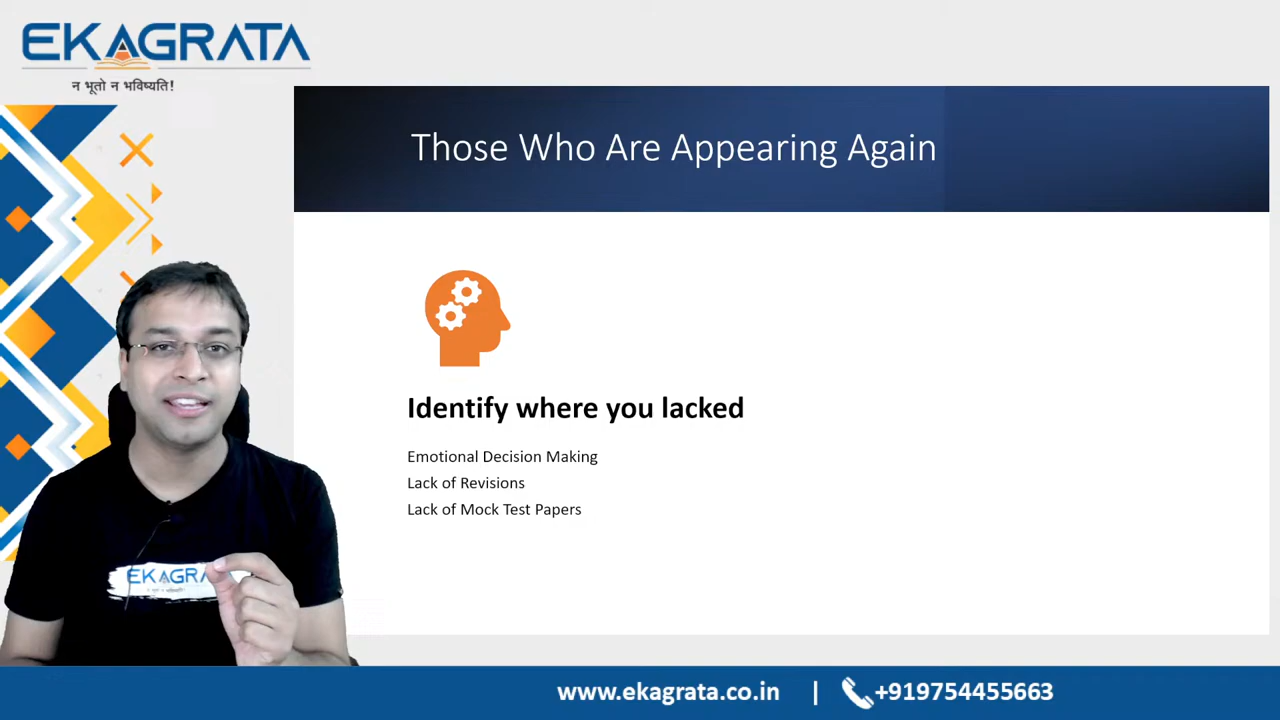 EKAGRATA
न भूतो न भविष्यति!
Those Who Are Appearing Again
Identify where you lacked
Emotional Decision Making
Lack of Revisions
Lack of Mock Test Papers
EKAGRA
www.ekagrata.co.in | +919754455663